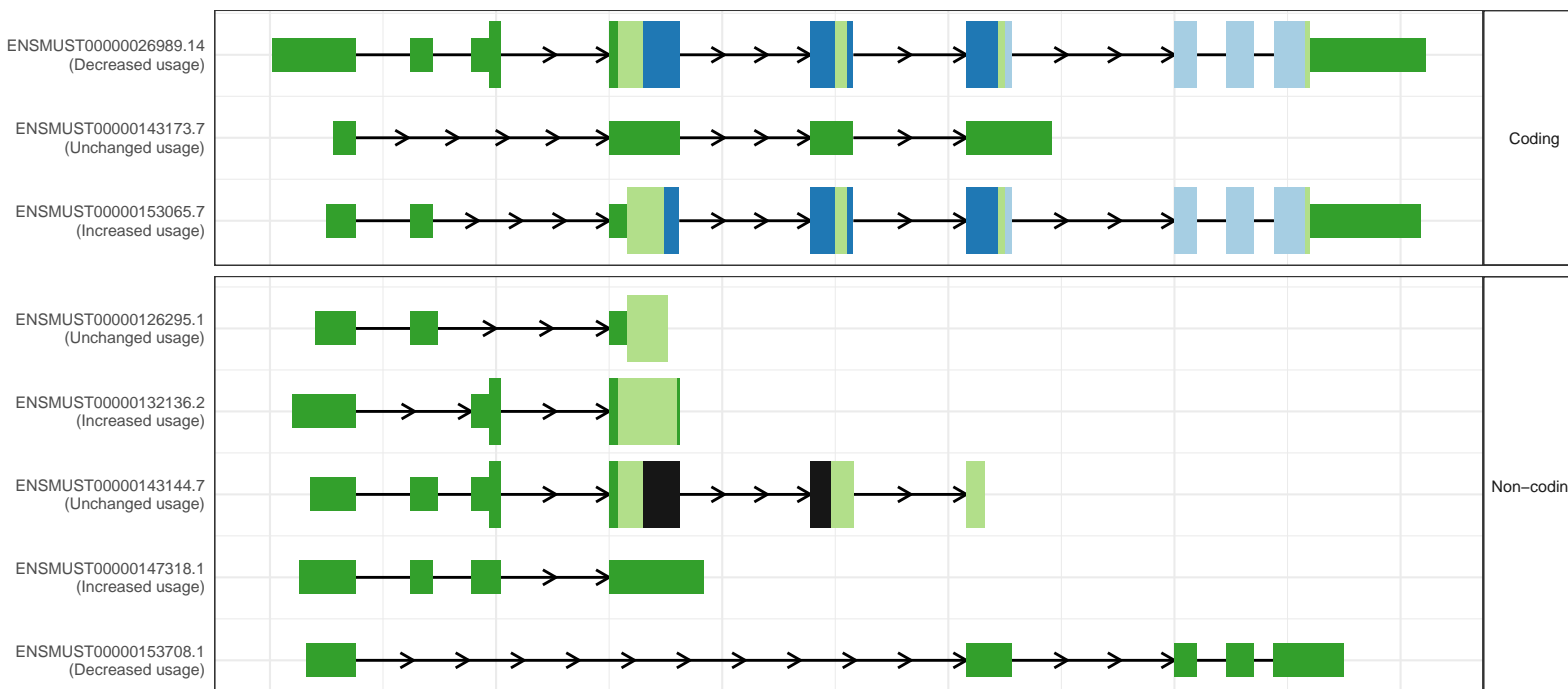 ENSMUST00000026989.14
(Decreased usage)
ENSMUST00000143173.7
(Unchanged usage)
ENSMUST00000153065.7
(Increased usage)
Coding
ENSMUST00000126295.1
(Unchanged usage)
ENSMUST00000132136.2
(Increased usage)
ENSMUST00000143144.7
(Unchanged usage)
ENSMUST00000147318.1
(Increased usage)
ENSMUST00000153708.1
(Decreased usage)
Non−codin